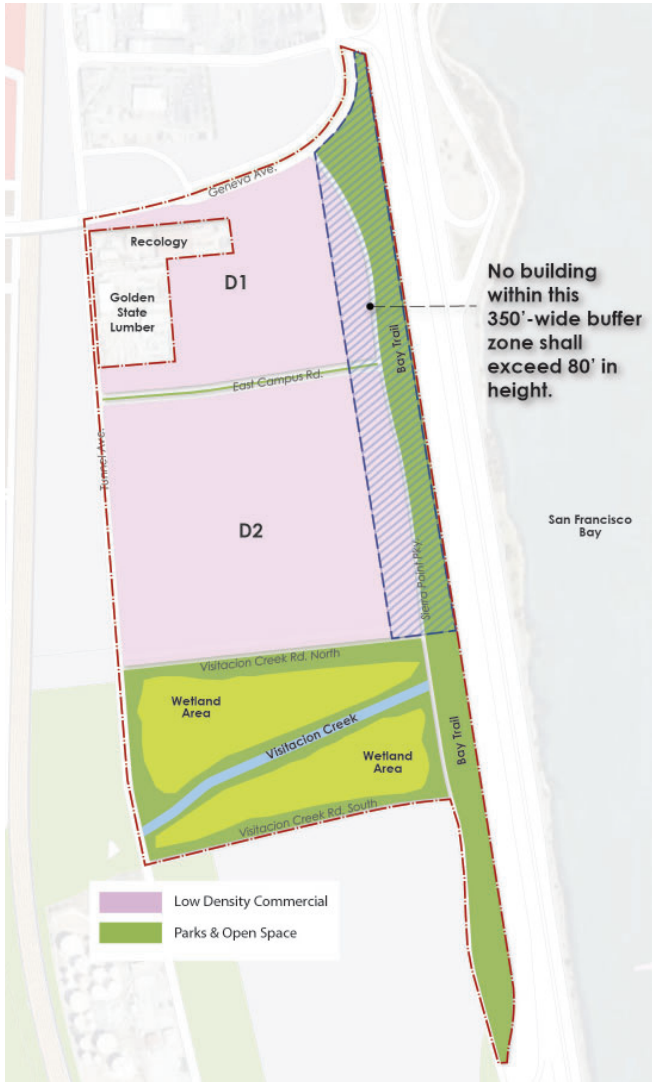 Geneva Ave.
Recology
Golden
State
Lumber
D1
No building
within this
350'-wide buffer
zone shall
exceed 80' in
height.
Bay Trail
East Campus Rd.
Tunnel Ave.
D2
San Francisco
Bay
Sierra Point Pky.
Visitacion Creek Rd. North
Wetland
Area
Visitacion Creek
Wetland
Area
Bay Trail
Visitacion Creek Rd. South
Low Density Commercial
Parks & Open Space